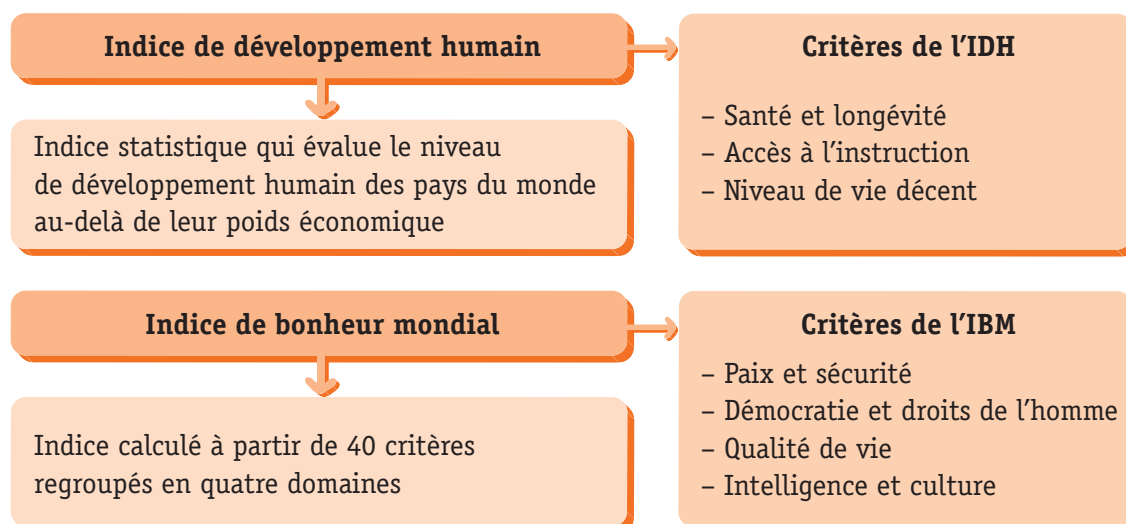 Indice de développement humain
Indice statistique qui évalue le niveau
de développement humain des pays du monde
au-delà de leur poids économique
Critères de l'IDH
– Santé et longévité
– Accès à l'instruction
– Niveau de vie décent
Indice de bonheur mondial
Indice calculé à partir de 40 critères
regroupés en quatre domaines
Critères de l'IBM
– Paix et sécurité
– Démocratie et droits de l'homme
– Qualité de vie
– Intelligence et culture